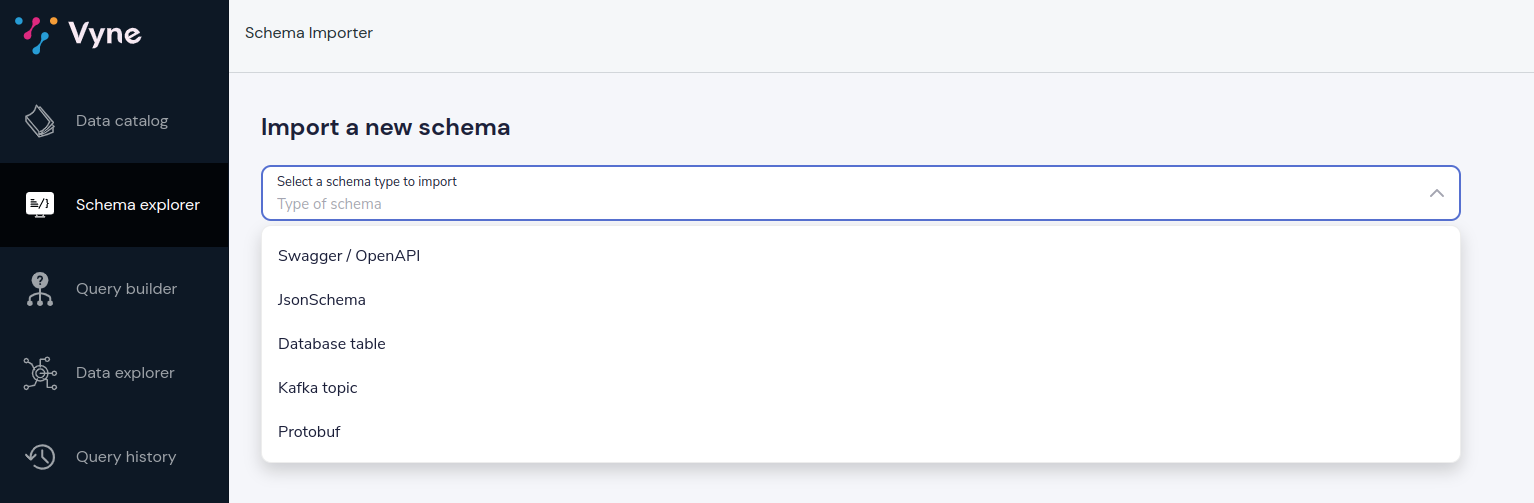 Vyne
Data catalog
Schema explorer
Query builder
Data explorer
Query history
Schema Importer
Import a new schema
Select a schema type to import
Type of schema
Swagger / OpenAPI
JsonSchema
Database table
Kafka topic
Protobuf